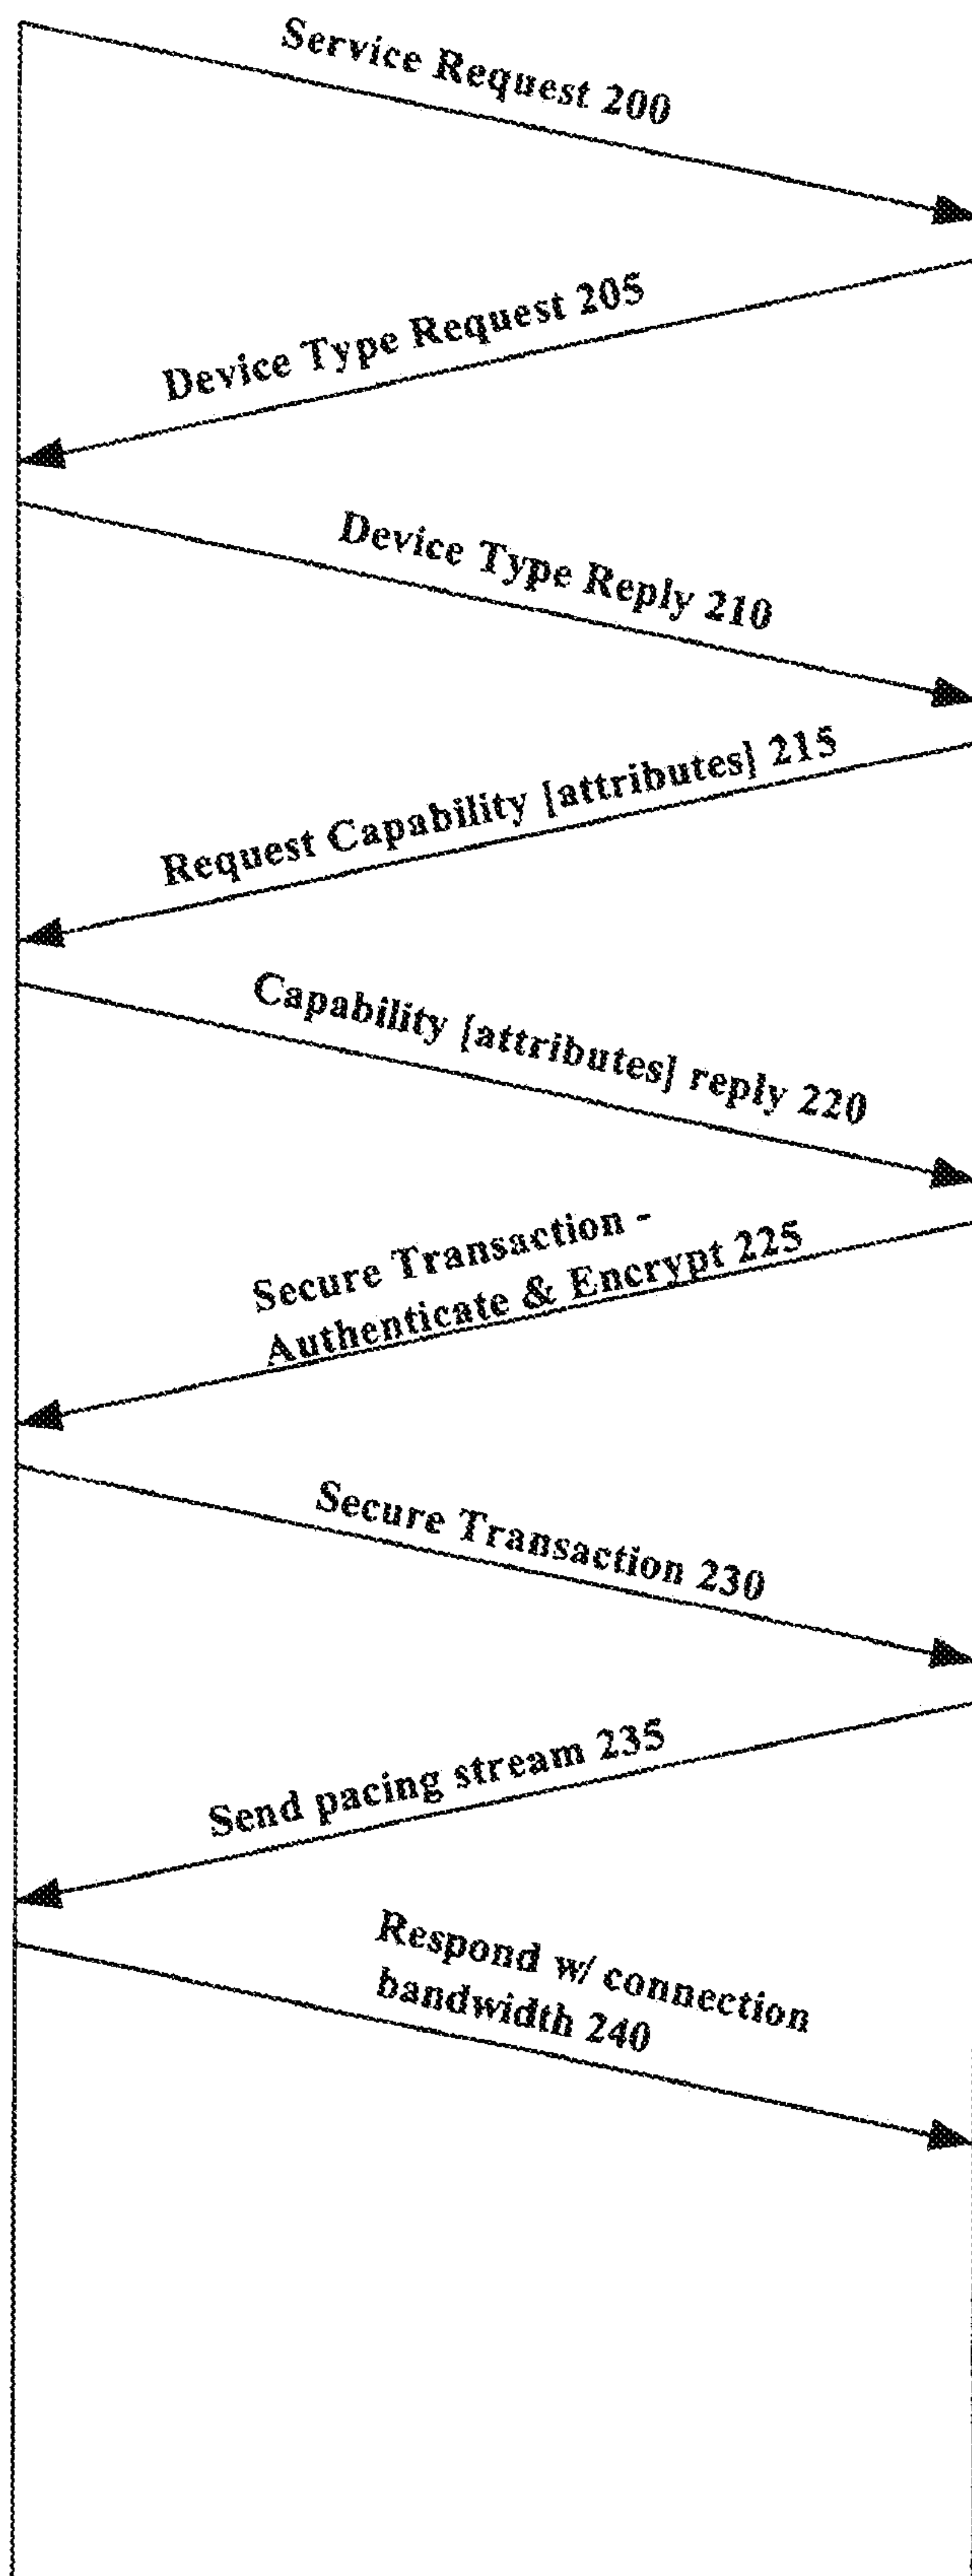 Service Request 200
Device Type Request 205
Device Type Reply 210
Request Capability [attributes] 215
Capability [attributes] reply 220
Secure Transaction -
Authenticate & Encrypt 225
Secure Transaction 230
Send pacing stream 235
Respond w/ connection
bandwidth 240